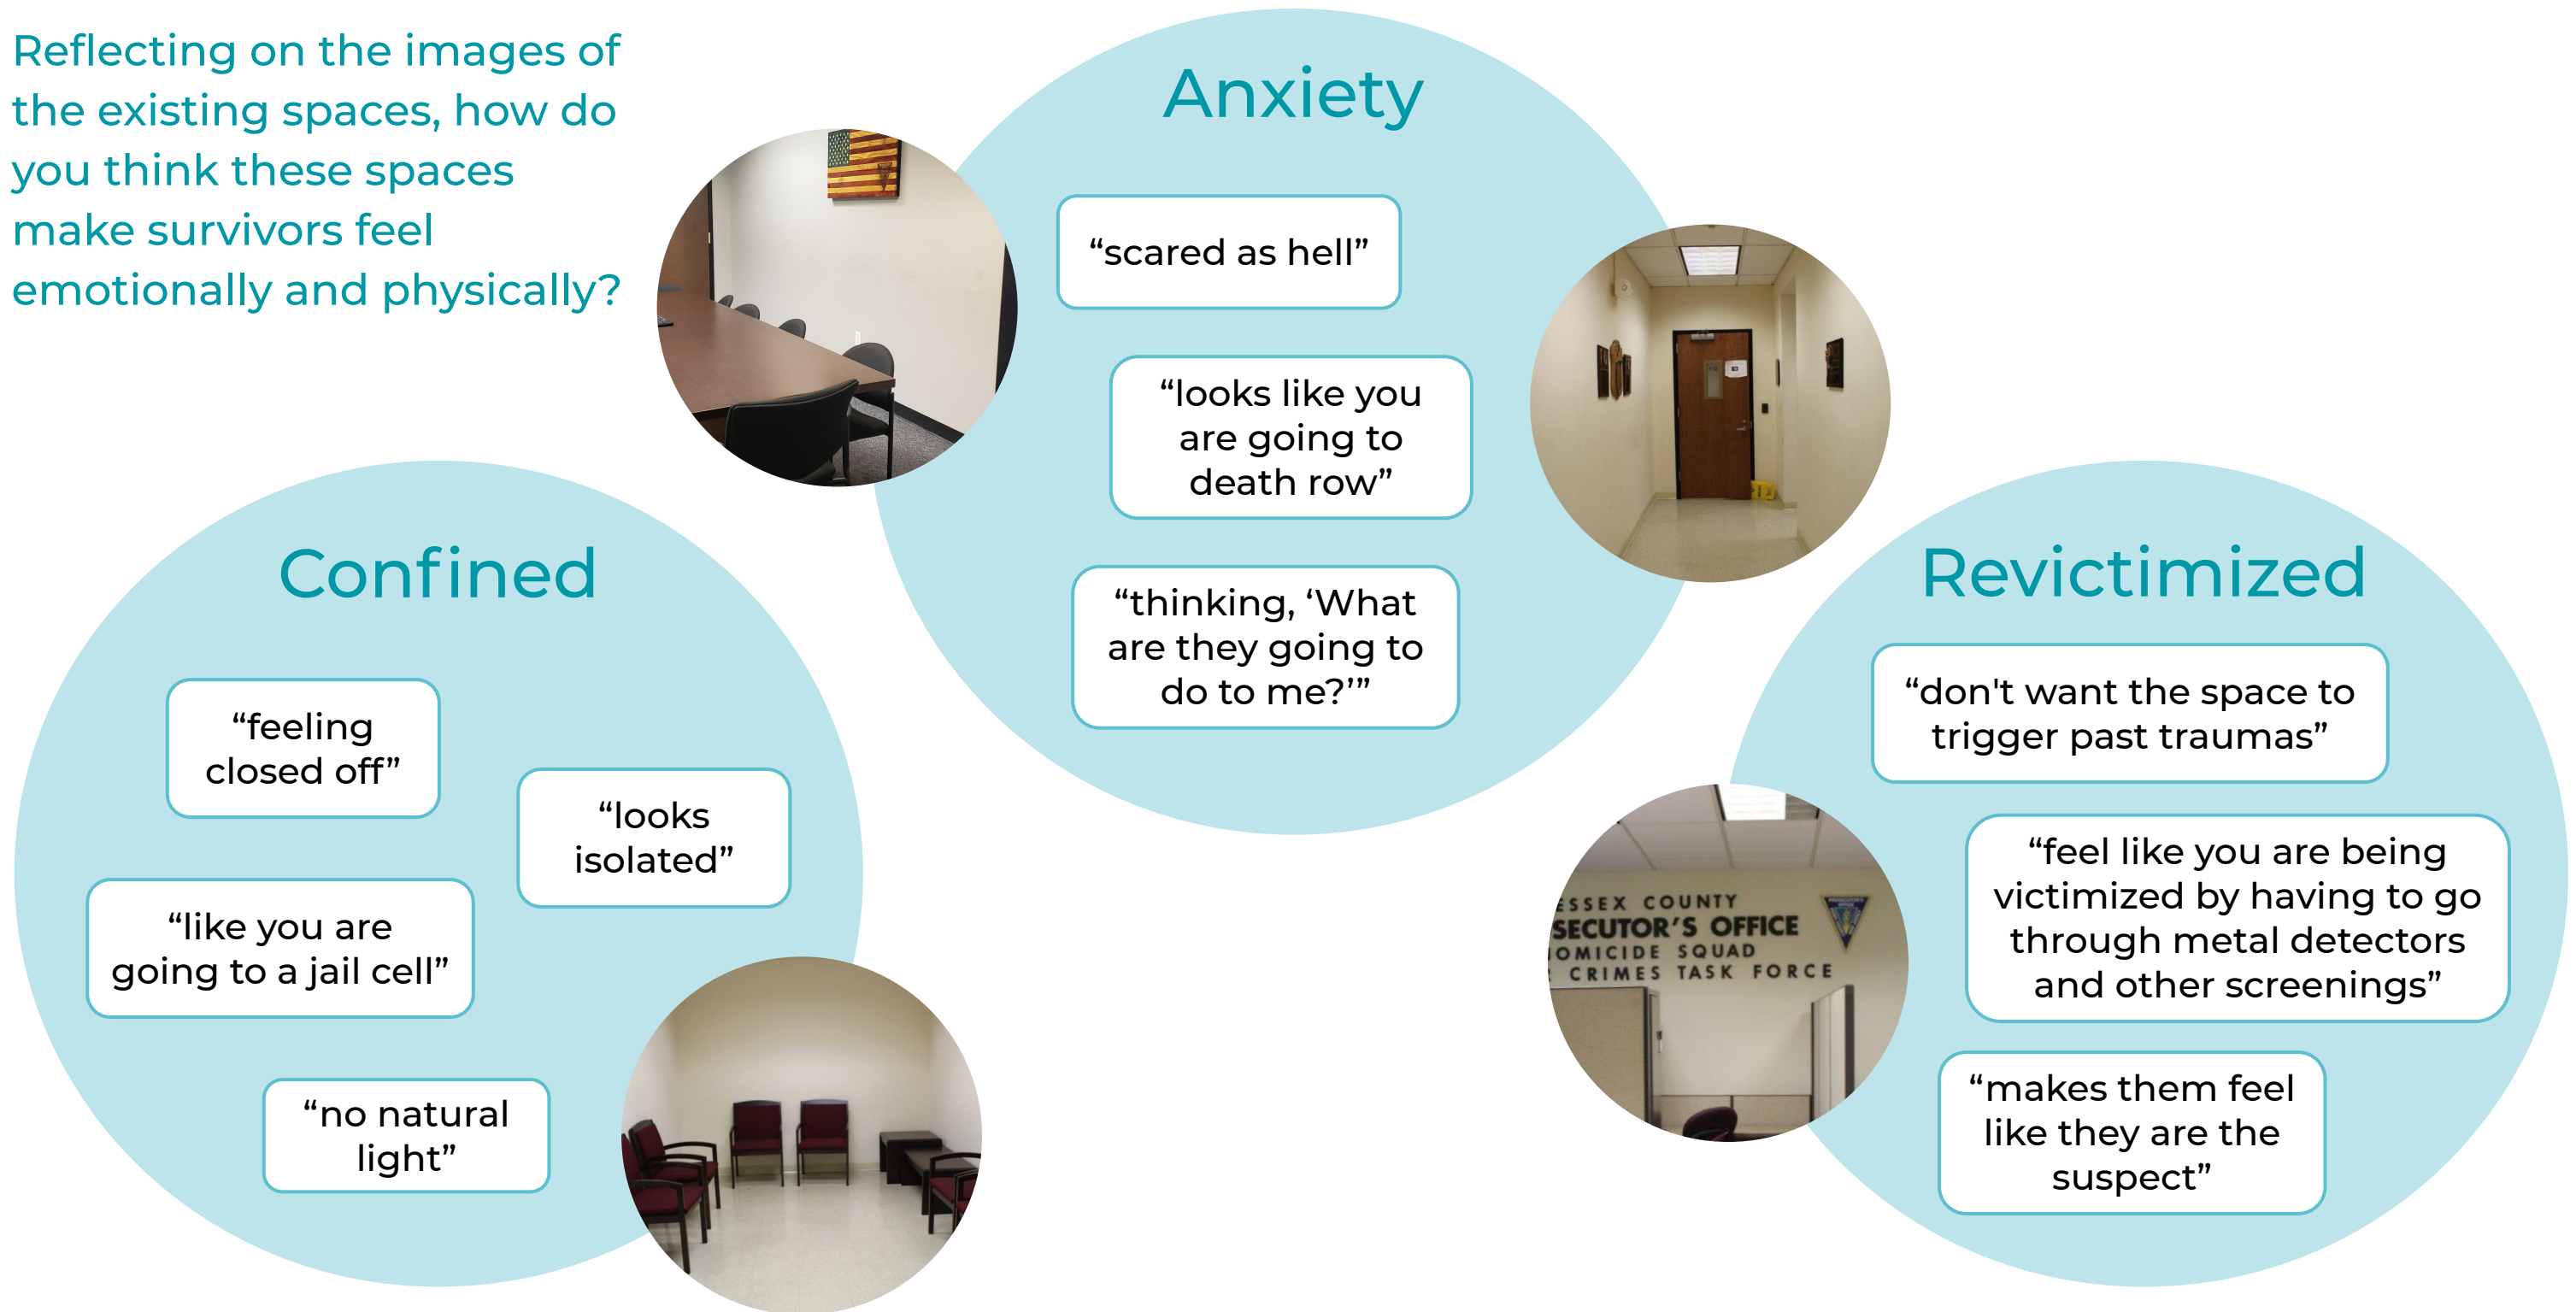 Reflecting on the images of
the existing spaces, how do
you think these spaces
make survivors feel
emotionally and physically?
Anxiety
“scared as hell”
“looks like you
are going to
death row”
“thinking, ‘What
are they going to
do to me?’”
Confined
“feeling
closed off”
“looks
isolated”
“like you are
going to a jail cell”
“no natural
light”
Revictimized
“don't want the space to
trigger past traumas”
“feel like you are being
victimized by having to go
through metal detectors
and other screenings”
“makes them feel
like they are the
suspect”
ESSEX COUNTY
SECUTOR'S OFFICE
OMICIDE SQUAD
CRIMES TASK FORCE